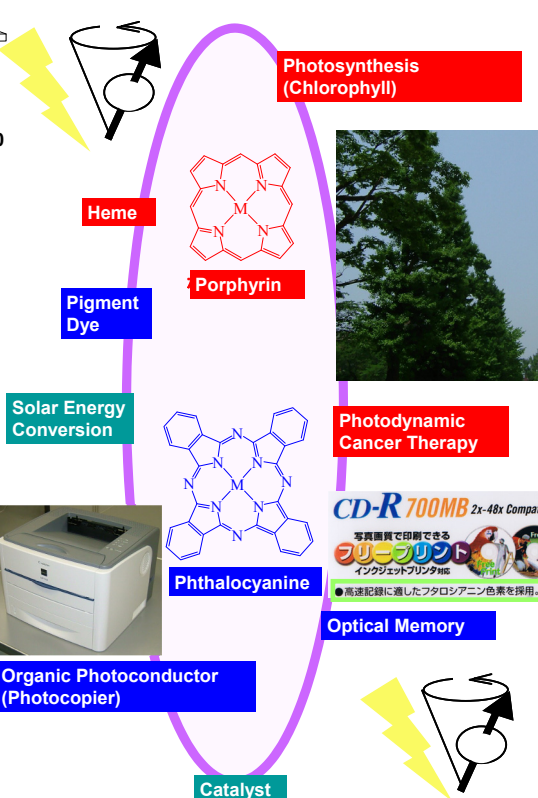 Photosynthesis
(Chlorophyll)
N
N
M
N
N
Heme
Porphyrin
Pigment
Dye
Solar Energy
Conversion
N
N
N
N
M
N
N
N
N
Photodynamic
Cancer Therapy
CD-R 700MB 2x-48x Compat
写真画質で印刷できる
フリープリント
インクジェットプリンタ対応
●高速記録に適したフタロシアニン色素を採用。
Phthalocyanine
Optical Memory
Organic Photoconductor
(Photocopier)
Catalyst